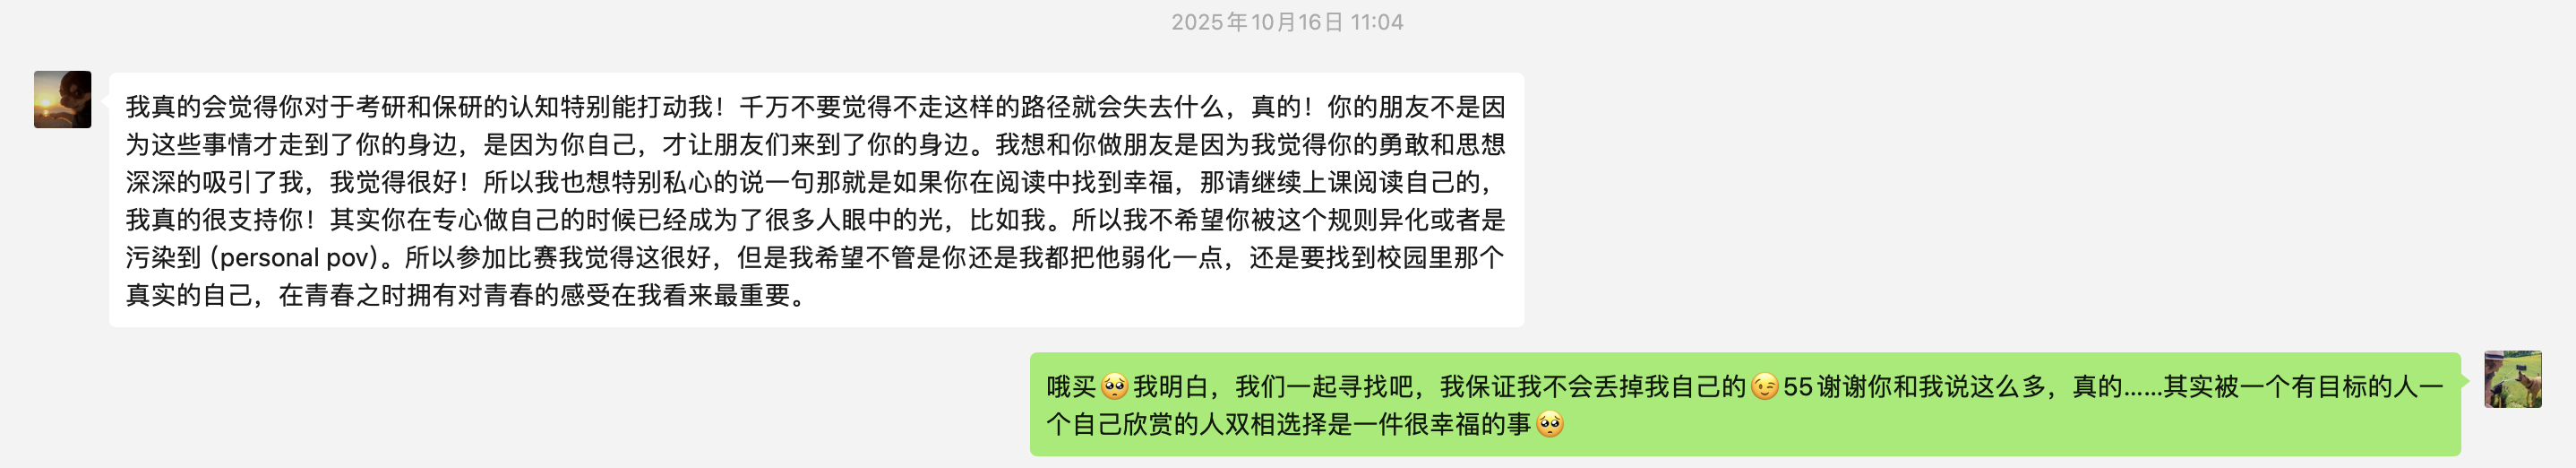 2025年10月16日 11:04
我真的会觉得你对于考研和保研的认知特别能打动我！千万不要觉得不走这样的路径就会失去什么，真的！你的朋友不是因
为这些事情才走到了你的身边，是因为你自己，才让朋友们来到了你的身边。我想和你做朋友是因为我觉得你的勇敢和思想
深深的吸引了我，我觉得很好！所以我也想特别私心的说一句那就是如果你在阅读中找到幸福，那请继续上课阅读自己的，
我真的很支持你！其实你在专心做自己的时候已经成为了很多人眼中的光，比如我。所以我不希望你被这个规则异化或者是
污染到（personal pov）。所以参加比赛我觉得这很好，但是我希望不管是你还是我都把他弱化一点，还是要找到校园里那个
真实的自己，在青春之时拥有对青春的感受在我看来最重要。
哦买🥺我明白，我们一起寻找吧，我保证我不会丢掉我自己的😉55谢谢你和我说这么多，真的……其实被一个有目标的人一
个自己欣赏的人双相选择是一件很幸福的事🥺